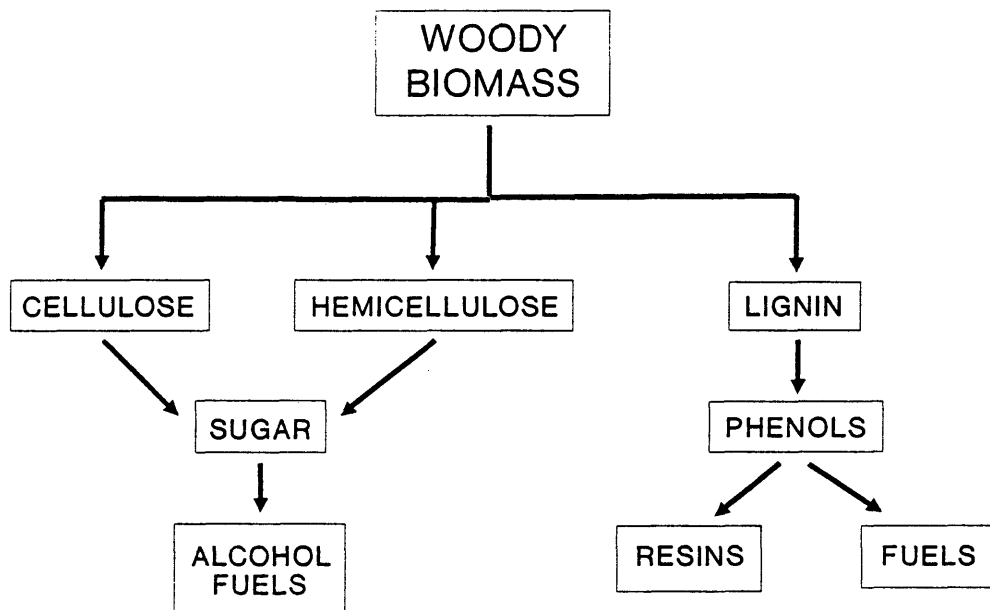 WOODY
BIOMASS
CELLULOSE
HEMICELLULOSE
LIGNIN
SUGAR
PHENOLS
ALCOHOL
FUELS
RESINS
FUELS